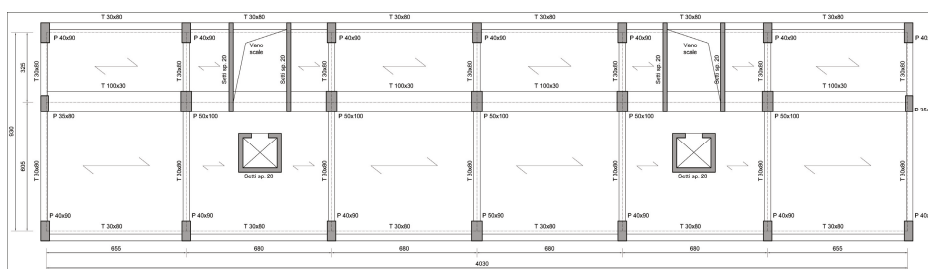 T 30x80 T 30x80 T 30x80 T 30x80 T 30x80 T 30x80
P 40x90 P 40x90 P 40x90 P 40x90 P 40x90 P 40x90
Vano scale
Vano scale
Setti sp. 20 Setti sp. 20 Setti sp. 20 Setti sp. 20
325 T 30x80 T 30x80 T 30x80 T 30x80 T 30x80 T 30x80 T 30x80
T 100x30 T 100x30 T 100x30 T 100x30
P 35x80 P 50x100 P 50x100 P 50x100 P 50x100 P 50x100
930
605 T 30x80 T 30x80 T 30x80 T 30x80 T 30x80 T 30x80 T 30x80
Setti sp. 20 Setti sp. 20
P 40x90 P 40x90 P 40x90 P 50x90 P 40x90 P 40x90 P 40x90
T 30x80 T 30x80 T 30x80 T 30x80 T 30x80 T 30x80
655 680 680 680 680 655
4030